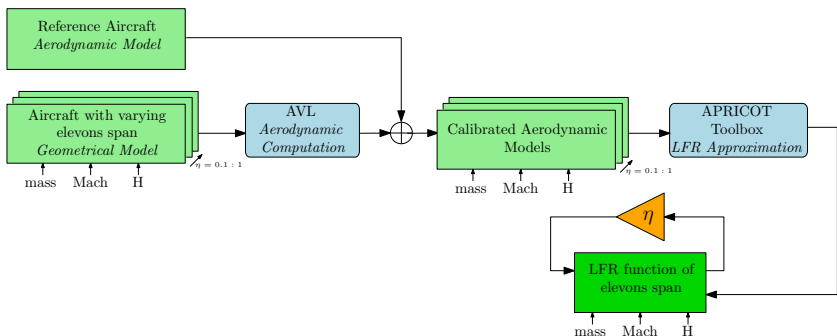 Reference Aircraft
Aerodynamic Model
Aircraft with varying
elevons span
Geometrical Model
η = 0.1 : 1
mass Mach H
AVL
Aerodynamic
Computation
Calibrated Aerodynamic
Models
η = 0.1 : 1
mass Mach H
APRICOT
Toolbox
LFR Approximation
η
LFR function of
elevons span
mass Mach H